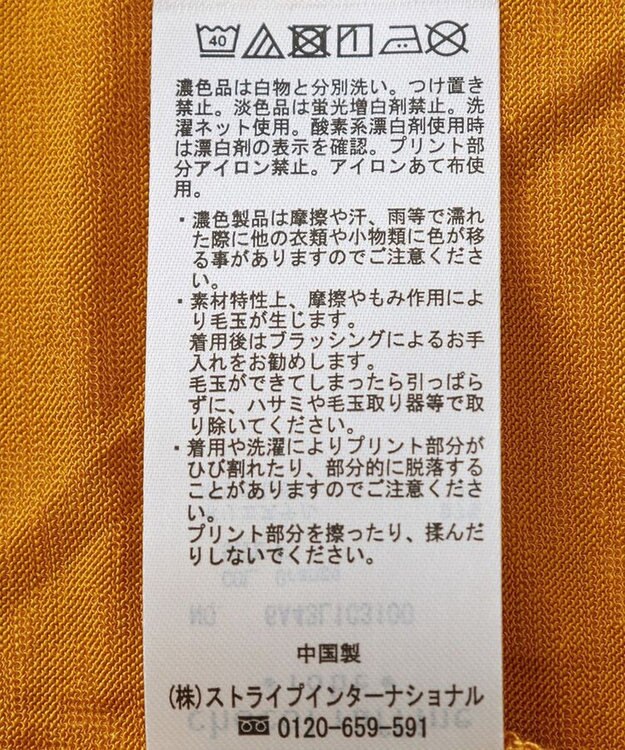 40
濃色品は白物と分別洗い。つけ置き
禁止。淡色品は蛍光増白剤禁止。洗
濯ネット使用。酸素系漂白剤使用時
は漂白剤の表示を確認。プリント部
分アイロン禁止。アイロンあて布使
用。
・濃色製品は摩擦や汗、雨等で濡れ
た際に他の衣類や小物類に色が移
る事がありますのでご注意くださ
い。
・素材特性上、摩擦やもみ作用によ
り毛玉が生じます。
着用後はブラッシングによるお手
入れをお勧めします。
毛玉ができてしまったら引っぱら
ずに、ハサミや毛玉取り器等で取
り除いてください。
・着用や洗濯によりプリント部分が
ひび割れたり、部分的に脱落する
ことがありますのでご注意くださ
い。
プリント部分を擦ったり、揉んだ
りしないでください。
中国製
(株)ストライプインターナショナル
0120-659-591